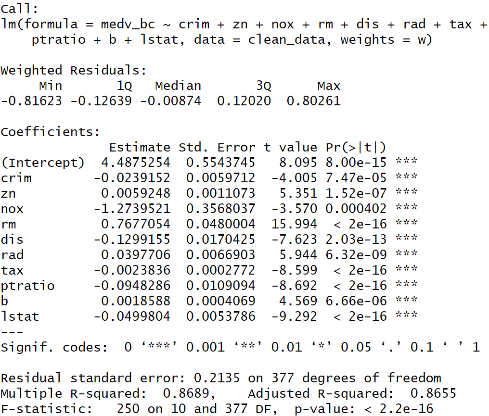 Call:
lm(formula = medv_bc ~ crim + zn + nox + rm + dis + rad + tax +
    ptratio + b + lstat, data = clean_data, weights = w)
Weighted Residuals:
     Min       1Q   Median       3Q      Max
-0.81623 -0.12639 -0.00874  0.12020  0.80261
Coefficients:
              Estimate Std. Error t value Pr(>|t|)
(Intercept)  4.4875254  0.5543745   8.095 8.00e-15 ***
crim        -0.0239152  0.0059712  -4.005 7.47e-05 ***
zn           0.0059248  0.0011073   5.351 1.52e-07 ***
nox         -1.2739521  0.3568037  -3.570 0.000402 ***
rm           0.7677054  0.0480004  15.994  < 2e-16 ***
dis         -0.1299155  0.0170425  -7.623 2.03e-13 ***
rad          0.0397706  0.0066903   5.944 6.32e-09 ***
tax         -0.0023836  0.0002772  -8.599  < 2e-16 ***
ptratio     -0.0948286  0.0109094  -8.692  < 2e-16 ***
b            0.0018588  0.0004069   4.569 6.66e-06 ***
lstat       -0.0499804  0.0053786  -9.292  < 2e-16 ***
---
Signif. codes:  0 ‘***’ 0.001 ‘**’ 0.01 ‘*’ 0.05 ‘.’ 0.1 ‘ ’ 1
Residual standard error: 0.2135 on 377 degrees of freedom
Multiple R-squared:  0.8689,	Adjusted R-squared:  0.8655
F-statistic:   250 on 10 and 377 DF,  p-value: < 2.2e-16